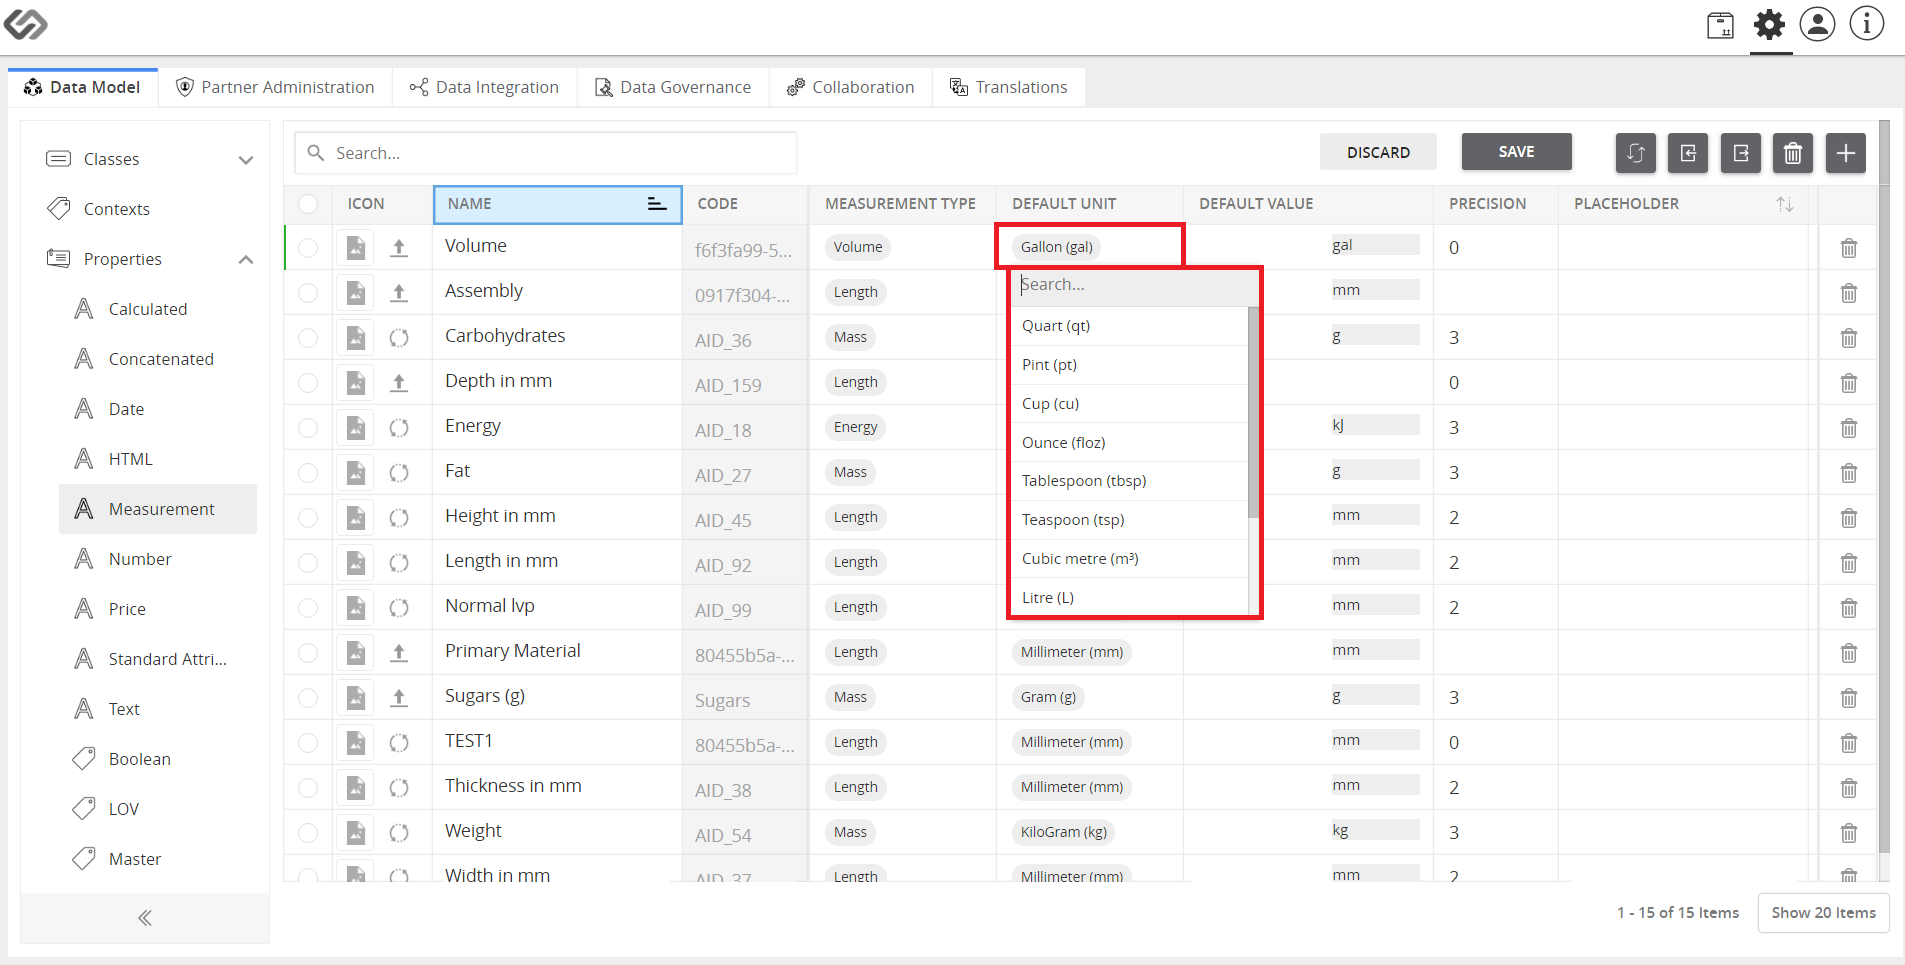 Data Model Partner Administration Data Integration Data Governance Collaboration Translations
Classes
Contexts
Properties
Calculated
Concatenated
Date
HTML
Measurement
Number
Price
Standard Attri...
Text
Boolean
LOV
Master
Search... DISCARD SAVE
ICON NAME CODE MEASUREMENT TYPE DEFAULT UNIT DEFAULT VALUE PRECISION PLACEHOLDER
Volume f6f3fa99-5... Volume Gallon (gal) gal 0
Assembly 0917f304-... Length mm
Carbohydrates AID_36 Mass g 3
Depth in mm AID_159 Length 0
Energy AID_18 Energy kJ 3
Fat AID_27 Mass g 3
Height in mm AID_45 Length mm 2
Length in mm AID_92 Length mm 2
Normal lvp AID_99 Length mm 2
Search...
Quart (qt)
Pint (pt)
Cup (cu)
Ounce (floz)
Tablespoon (tbsp)
Teaspoon (tsp)
Cubic metre (m³)
Litre (L)
Primary Material 80455b5a-... Length Millimeter (mm) mm
Sugars (g) Sugars Mass Gram (g) g 3
TEST1 80455b5a-... Length Millimeter (mm) mm 0
Thickness in mm AID_38 Length Millimeter (mm) mm 2
Weight AID_54 Mass KiloGram (kg) kg 3
Width in mm AID_37 Length Millimeter (mm) mm 2
1 - 15 of 15 Items Show 20 Items